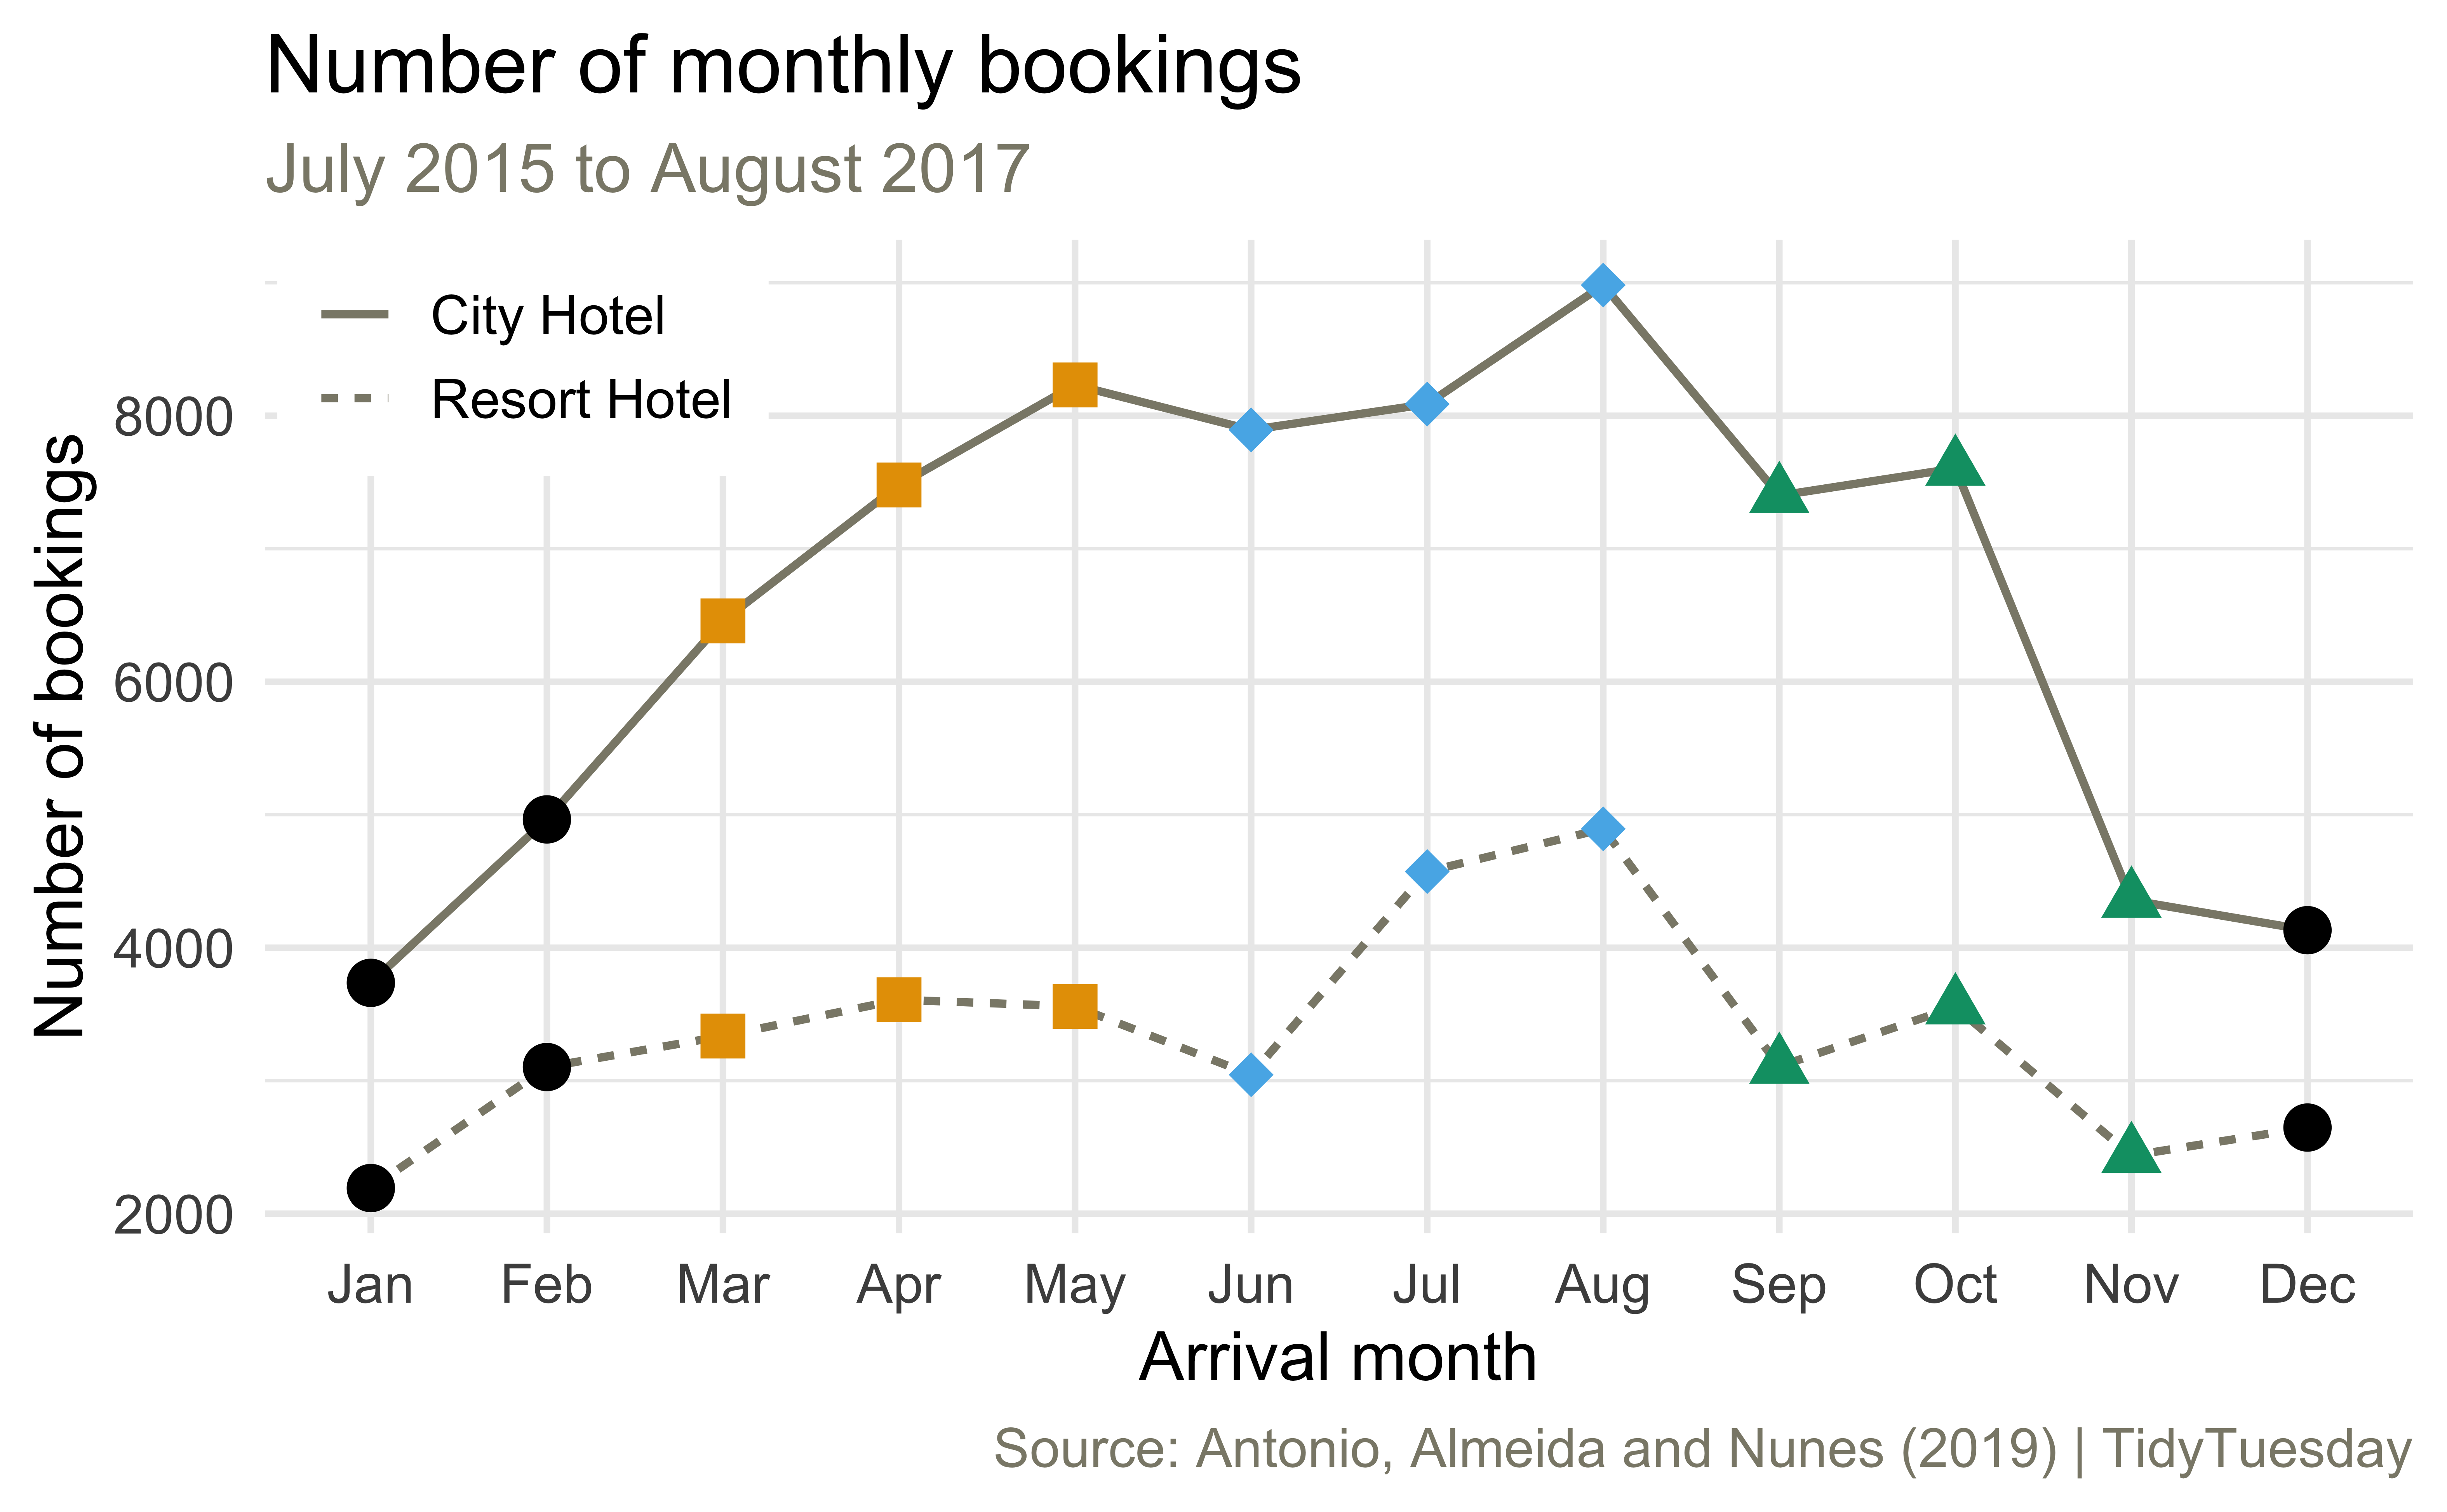 Number of monthly bookings
July 2015 to August 2017
City Hotel
Resort Hotel
Number of bookings
8000
6000
4000
2000
Jan Feb Mar Apr May Jun Jul Aug Sep Oct Nov Dec
Arrival month
Source: Antonio, Almeida and Nunes (2019) | TidyTuesday